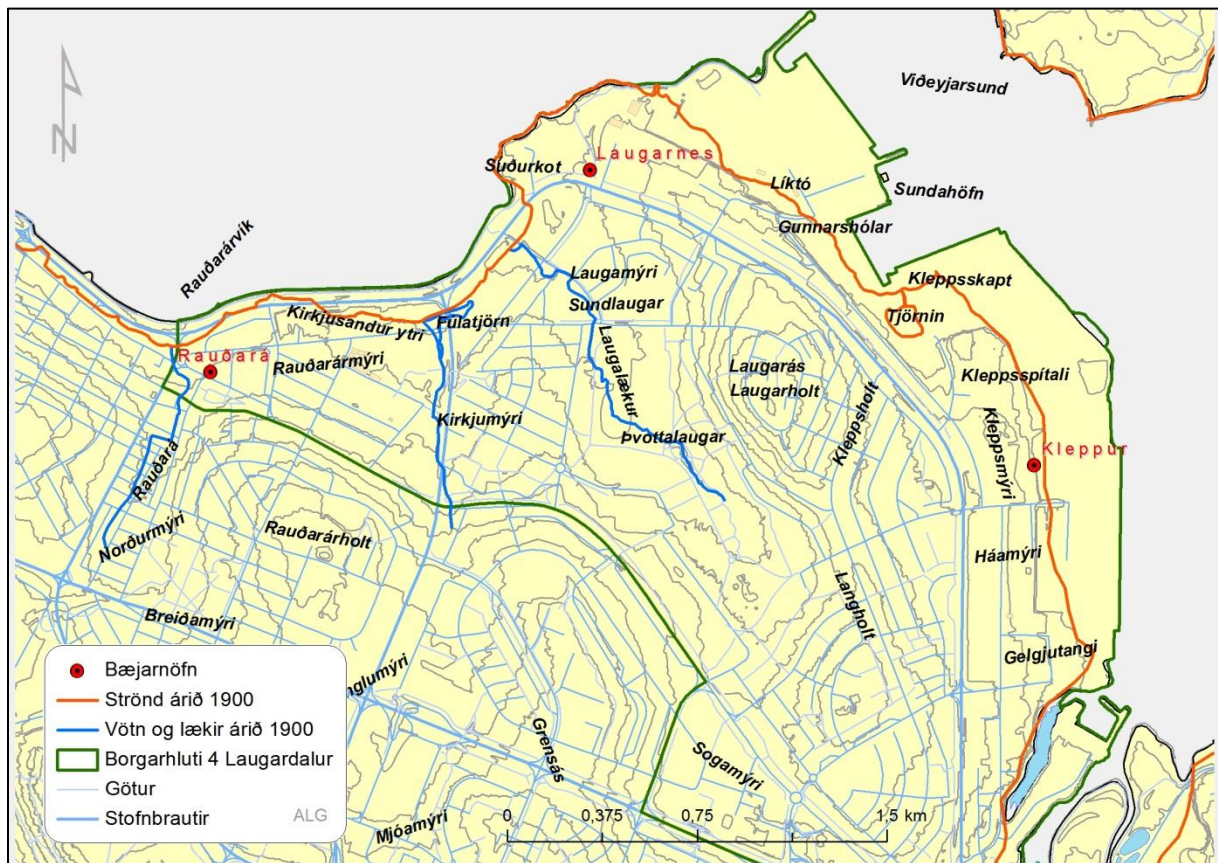 Viðeyjarsund
Laugarnes
Suðurkot
Líktó
Sundahöfn
Gunnarshólar
Rauðarárvík
Laugamýri
Kleppsskapt
Sundlaugar
Tjörnin
Kirkjusandur ytri
Fúlatjörn
Rauðará
Rauðarármýri
Laugalækur
Laugarás
Laugarholt
Kleppsspítali
Kirkjumýri
Kleppsholt
Þvottalaugar
Kleppsmýri
Kleppur
Rauðará
Norðurmýri
Rauðarárholt
Háamýri
Breiðamýri
Langholt
Gelgjutangi
nglumýri
Grensás
Sogamýri
Mjóamýri
N
Bæjarnöfn
Strönd árið 1900
Vötn og lækir árið 1900
Borgarhluti 4 Laugardalur
Götur
Stofnbrautir
ALG
0 0,375 0,75 1,5 km